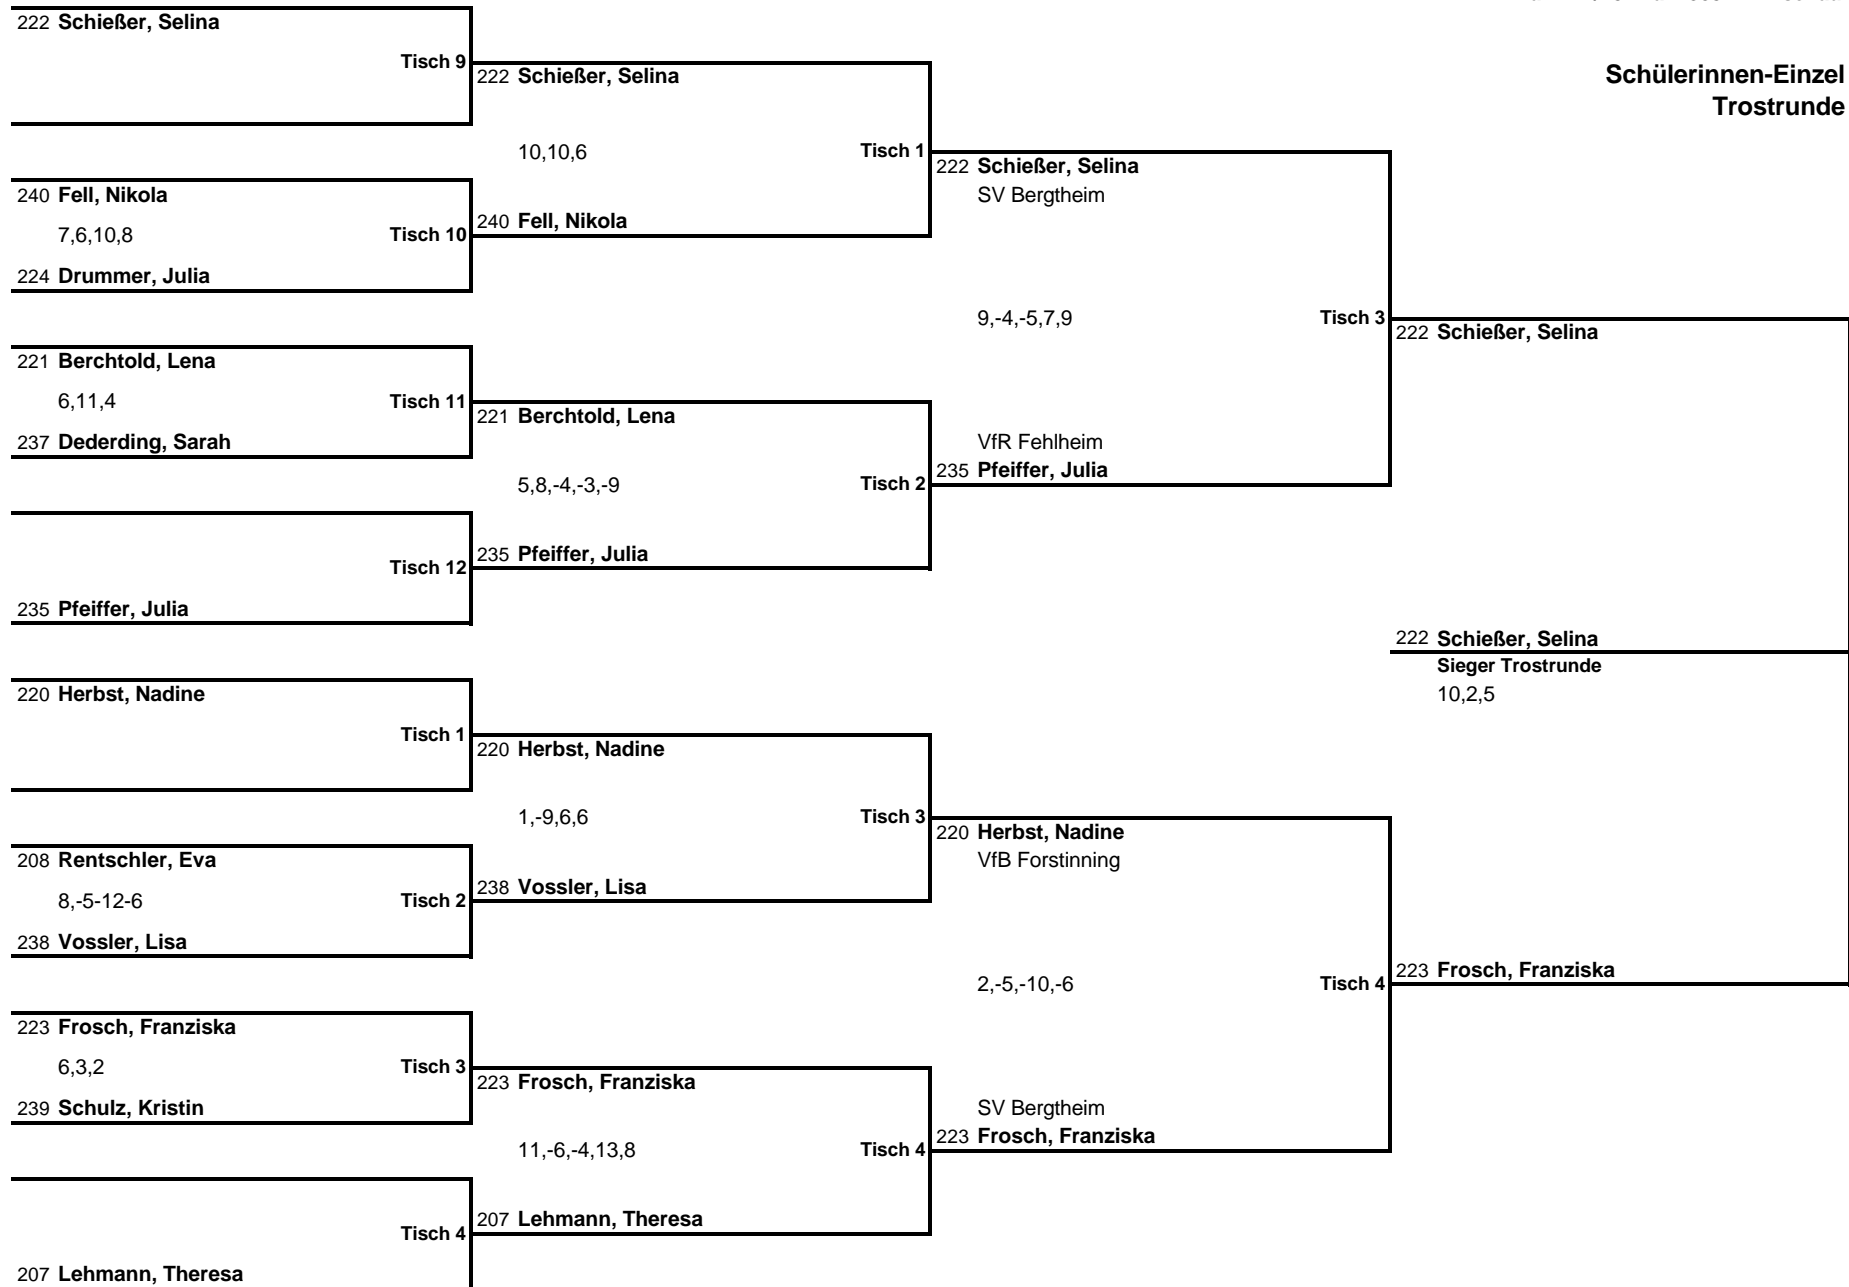 Schülerinnen-Einzel
Trostrunde
222 Schießer, Selina
Tisch 9
222 Schießer, Selina
10,10,6
Tisch 1
222 Schießer, Selina
SV Bergtheim
240 Fell, Nikola
7,6,10,8
Tisch 10
240 Fell, Nikola
224 Drummer, Julia
9,-4,-5,7,9
Tisch 3
222 Schießer, Selina
221 Berchtold, Lena
6,11,4
Tisch 11
221 Berchtold, Lena
237 Dederding, Sarah
VfR Fehlheim
235 Pfeiffer, Julia
5,8,-4,-3,-9
Tisch 2
Tisch 12
235 Pfeiffer, Julia
235 Pfeiffer, Julia
222 Schießer, Selina
Sieger Trostrunde
10,2,5
220 Herbst, Nadine
Tisch 1
220 Herbst, Nadine
1,-9,6,6
Tisch 3
220 Herbst, Nadine
VfB Forstinning
208 Rentschler, Eva
8,-5-12-6
Tisch 2
238 Vossler, Lisa
238 Vossler, Lisa
2,-5,-10,-6
Tisch 4
223 Frosch, Franziska
223 Frosch, Franziska
6,3,2
Tisch 3
223 Frosch, Franziska
239 Schulz, Kristin
SV Bergtheim
223 Frosch, Franziska
11,-6,-4,13,8
Tisch 4
Tisch 4
207 Lehmann, Theresa
207 Lehmann, Theresa